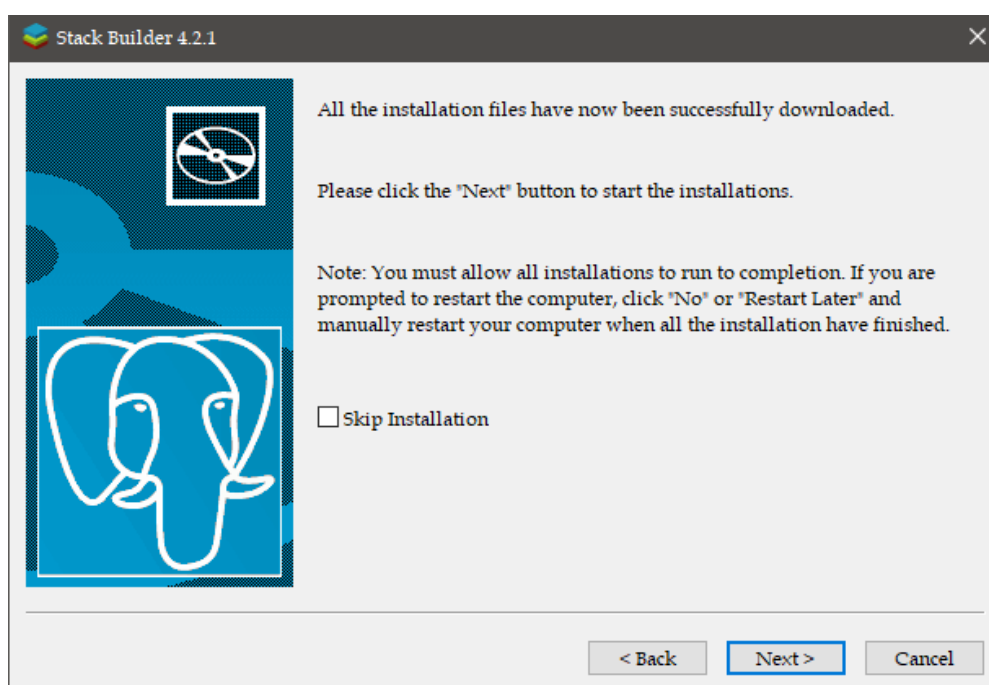 Stack Builder 4.2.1
All the installation files have now been successfully downloaded.
Please click the "Next" button to start the installations.
Note: You must allow all installations to run to completion. If you are
prompted to restart the computer, click "No" or "Restart Later" and
manually restart your computer when all the installation have finished.
Skip Installation
< Back
Next >
Cancel